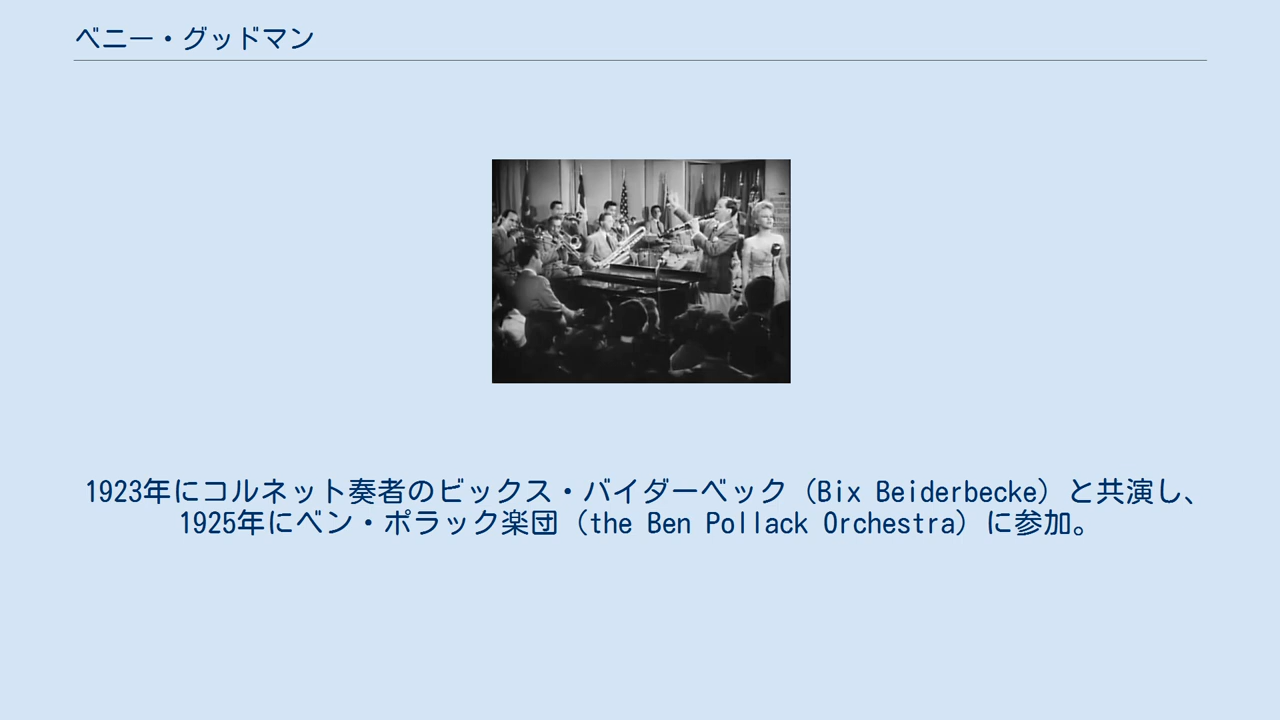 ベニー・グッドマン
1923年にコルネット奏者のビックス・バイダーベック（Bix Beiderbecke）と共演し、
1925年にベン・ポラック楽団（the Ben Pollack Orchestra）に参加。